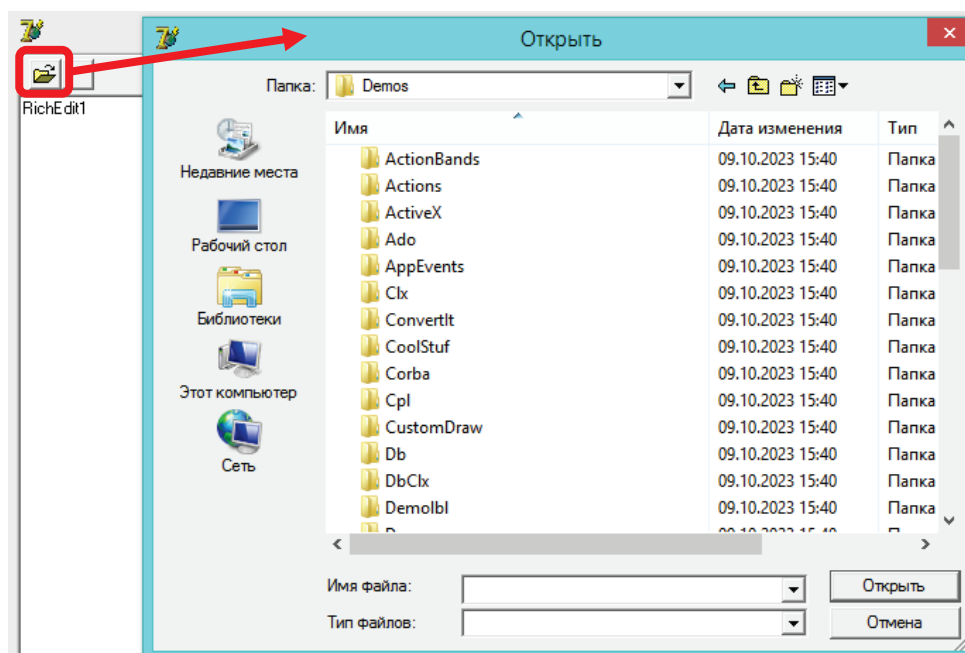 Открыть
Папка: Demos
RichEdit1
Имя Дата изменения Тип
Недавние места
Рабочий стол
Библиотеки
Этот компьютер
Сеть
ActionBands 09.10.2023 15:40 Папка
Actions 09.10.2023 15:40 Папка
ActiveX 09.10.2023 15:40 Папка
Ado 09.10.2023 15:40 Папка
AppEvents 09.10.2023 15:40 Папка
Clx 09.10.2023 15:40 Папка
ConvertIt 09.10.2023 15:40 Папка
CoolStuf 09.10.2023 15:40 Папка
Corba 09.10.2023 15:40 Папка
Cpl 09.10.2023 15:40 Папка
CustomDraw 09.10.2023 15:40 Папка
Db 09.10.2023 15:40 Папка
DbClx 09.10.2023 15:40 Папка
Demolbl 09.10.2023 15:40 Папка
Имя файла: Открыть
Тип файлов: Отмена